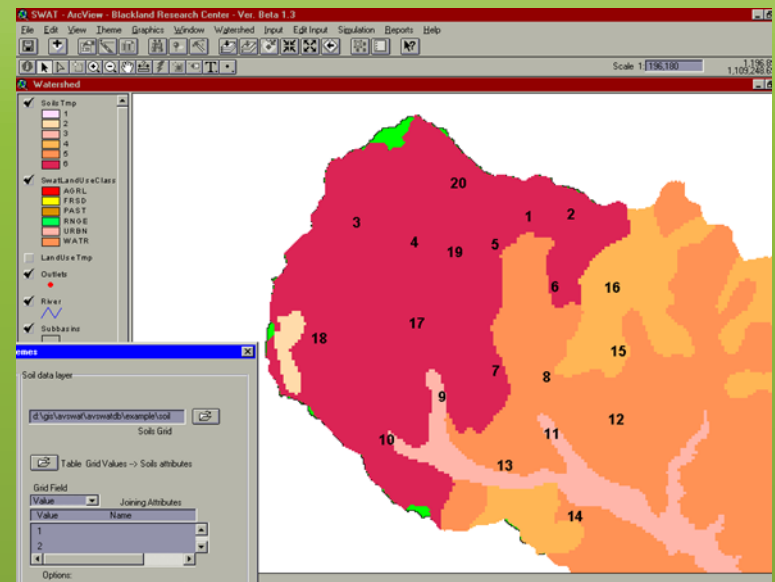 SWAT - ArcView - Blackland Research Center - Ver. Beta 1.3
File Edit View Theme Graphics Window Watershed Input Edit Input Simulation Reports Help
Scale 1: 196,180
Watershed
Soils Tmp
1
2
3
4
5
6
SwatLandUseClass
AGRL
FRSD
PAST
RNGE
URBN
WATR
LandUseTmp
Outlets
River
Subbasins
emes
Soil data layer
d:\gis\avswat\avswatdb\example\soil
Soils Grid
Table Grid Values -> Soils attributes
Grid Field
Value Joining Attributes
Value Name
1
2
Options:
20
3 1 2
4 19 5
6 16
17
18 15
7 8
9
12
10 11
13
14